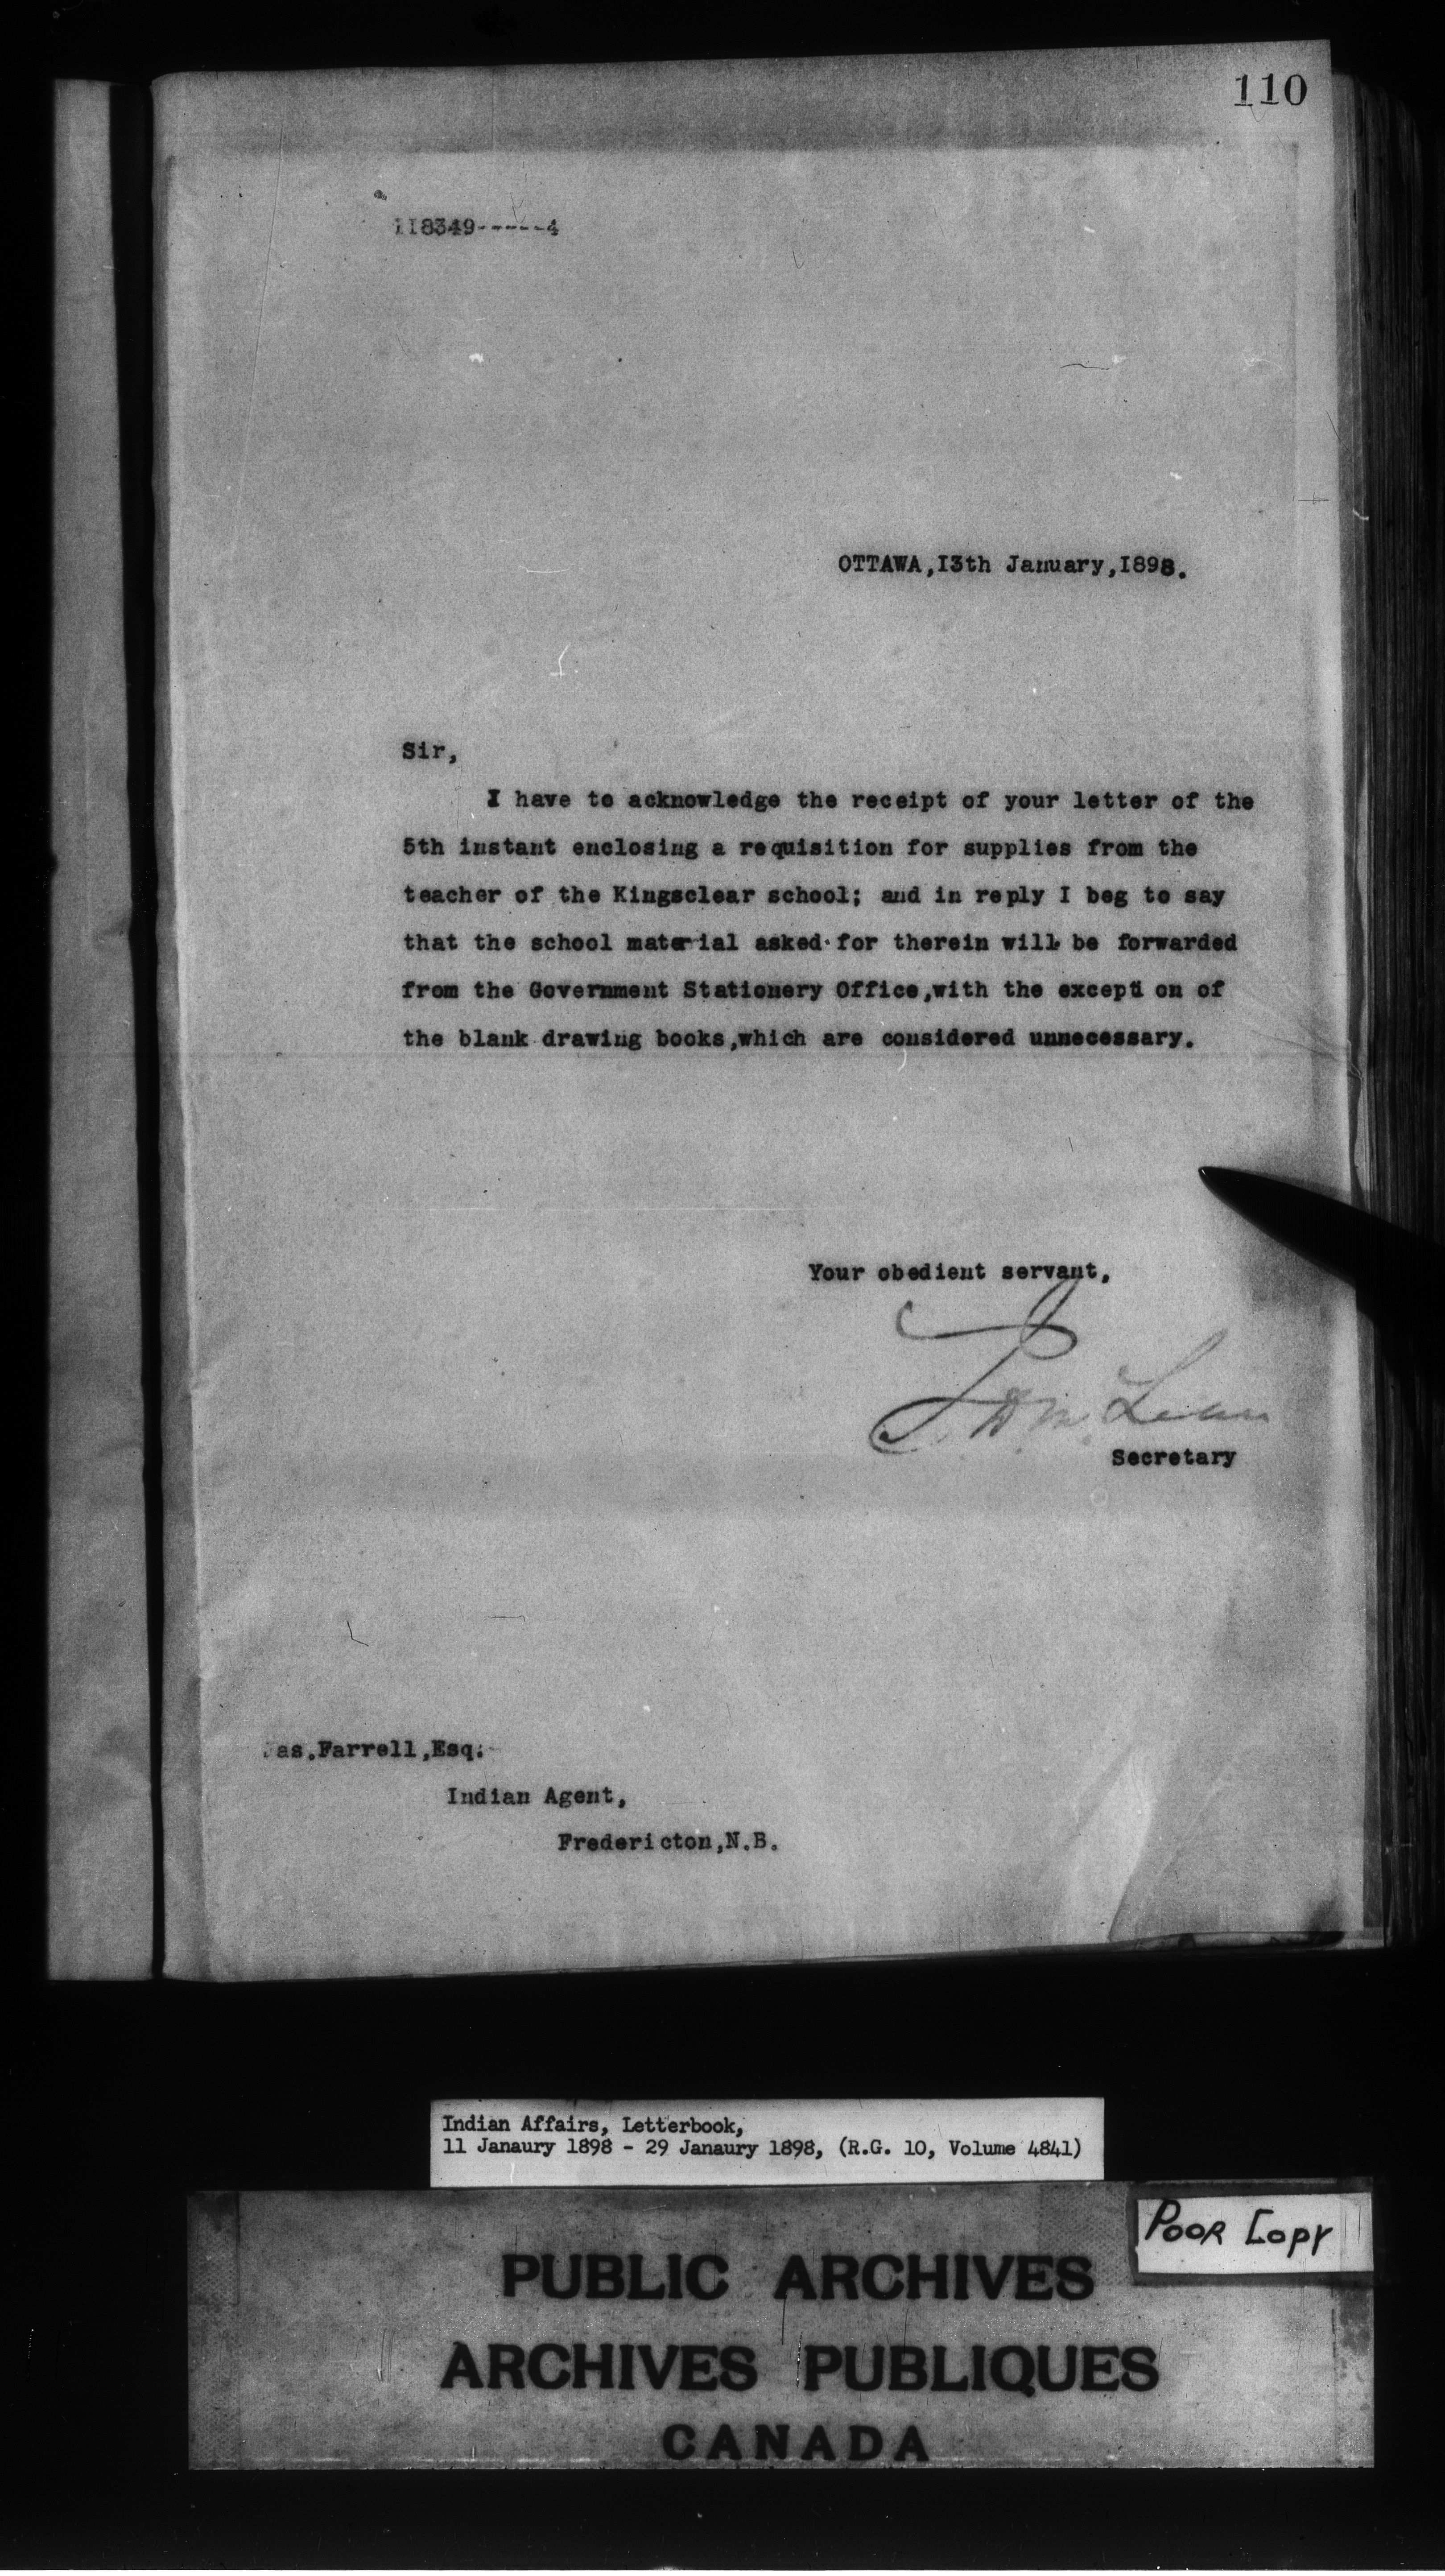 110
118349------4
OTTAWA,13th January,1898.
Sir,
I have to acknowledge the receipt of your letter of the
5th instant enclosing a requisition for supplies from the
teacher of the Kingsclear school; and in reply I beg to say
that the school material asked for therein will be forwarded
from the Government Stationery Office,with the excepti on of
the blank drawing books,which are considered unnecessary.
Your obedient servant,
J. D. McLean
Secretary
Jas.Farrell,Esq.
Indian Agent,
Fredericton,N.B.
Indian Affairs, Letterbook,
11 Janaury 1898 - 29 Janaury 1898, (R.G. 10, Volume 4841)
POOR COPY
PUBLIC ARCHIVES
ARCHIVES PUBLIQUES
CANADA